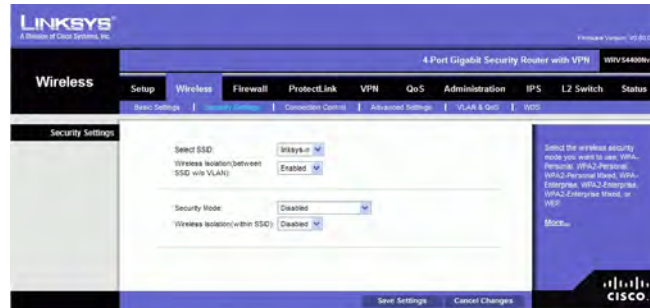 LINKSYS®
A Division of Cisco Systems, Inc.
Firmware Version:
4-Port Gigabit Security Router with VPN WRVS4400N
Wireless
Setup Wireless Firewall ProtectLink VPN QoS Administration IPS L2 Switch Status
Basic Settings | Security Settings | Connection Control | Advanced Settings | VLAN & QoS | WDS
Security Settings
Select SSID: linksys-n
Wireless Isolation(between SSID w/o VLAN): Enabled
Security Mode: Disabled
Wireless Isolation(within SSID): Disabled
Select the wireless security
mode you want to use, WPA-
Personal, WPA2-Personal,
WPA2-Personal Mixed, WPA-
Enterprise, WPA2-Enterprise,
WPA2-Enterprise Mixed, or
WEP.
More...
Save Settings Cancel Changes
CISCO